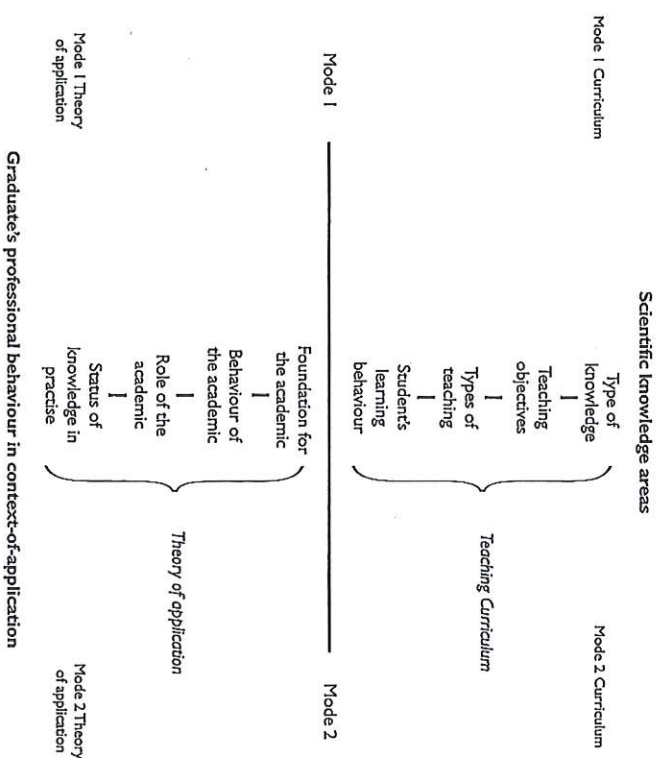 Scientific knowledge areas
Mode 1 Curriculum
Mode 2 Curriculum
Type of
knowledge
Teaching
objectives
Types of
teaching
Student's
learning
behaviour
Teaching Curriculum
Mode 1
Mode 2
Foundation for
the academic
Behaviour of
the academic
Role of the
academic
Status of
knowledge in
practise
Theory of application
Mode 1 Theory
of application
Mode 2 Theory
of application
Graduate's professional behaviour in context-of-application